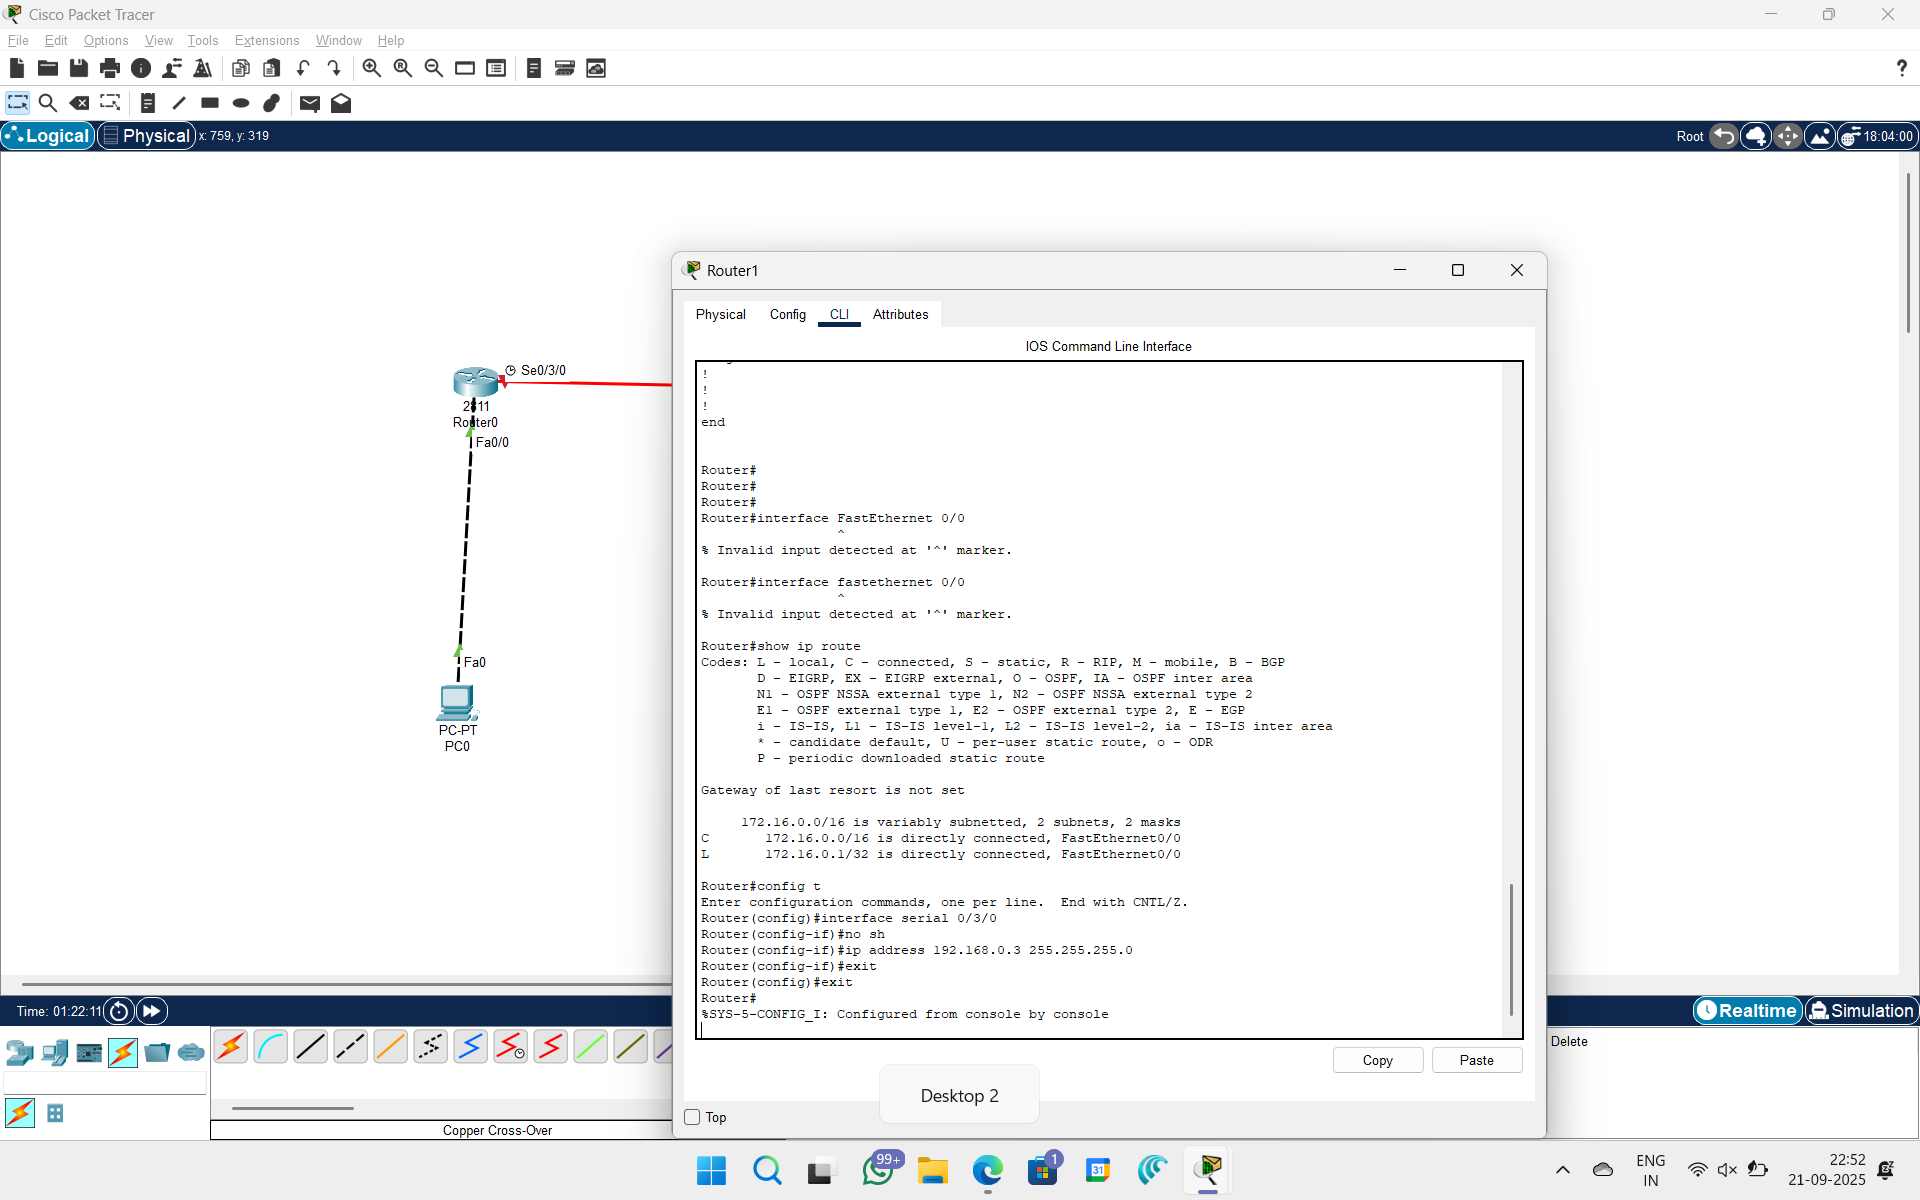 Cisco Packet Tracer
File Edit Options View Tools Extensions Window Help
?
Logical Physical x: 759, y: 319
Root 18:04:00
Se0/3/0
2811
Router0
Fa0/0
Fa0
PC-PT
PC0
Router1
Physical Config CLI Attributes
IOS Command Line Interface
!
!
!
end
Router#
Router#
Router#
Router#interface FastEthernet 0/0
^
% Invalid input detected at '^' marker.
Router#interface fastethernet 0/0
^
% Invalid input detected at '^' marker.
Router#show ip route
Codes: L - local, C - connected, S - static, R - RIP, M - mobile, B - BGP
D - EIGRP, EX - EIGRP external, O - OSPF, IA - OSPF inter area
N1 - OSPF NSSA external type 1, N2 - OSPF NSSA external type 2
E1 - OSPF external type 1, E2 - OSPF external type 2, E - EGP
i - IS-IS, L1 - IS-IS level-1, L2 - IS-IS level-2, ia - IS-IS inter area
* - candidate default, U - per-user static route, o - ODR
P - periodic downloaded static route
Gateway of last resort is not set
172.16.0.0/16 is variably subnetted, 2 subnets, 2 masks
C 172.16.0.0/16 is directly connected, FastEthernet0/0
L 172.16.0.1/32 is directly connected, FastEthernet0/0
Router#config t
Enter configuration commands, one per line. End with CNTL/Z.
Router(config)#interface serial 0/3/0
Router(config-if)#no sh
Router(config-if)#ip address 192.168.0.3 255.255.255.0
Router(config-if)#exit
Router(config)#exit
Router#
%SYS-5-CONFIG_I: Configured from console by console
Copy Paste
Top
Desktop 2
Time: 01:22:11
Realtime Simulation
Delete
Copper Cross-Over
99+
1
31
ENG
IN
22:52
21-09-2025